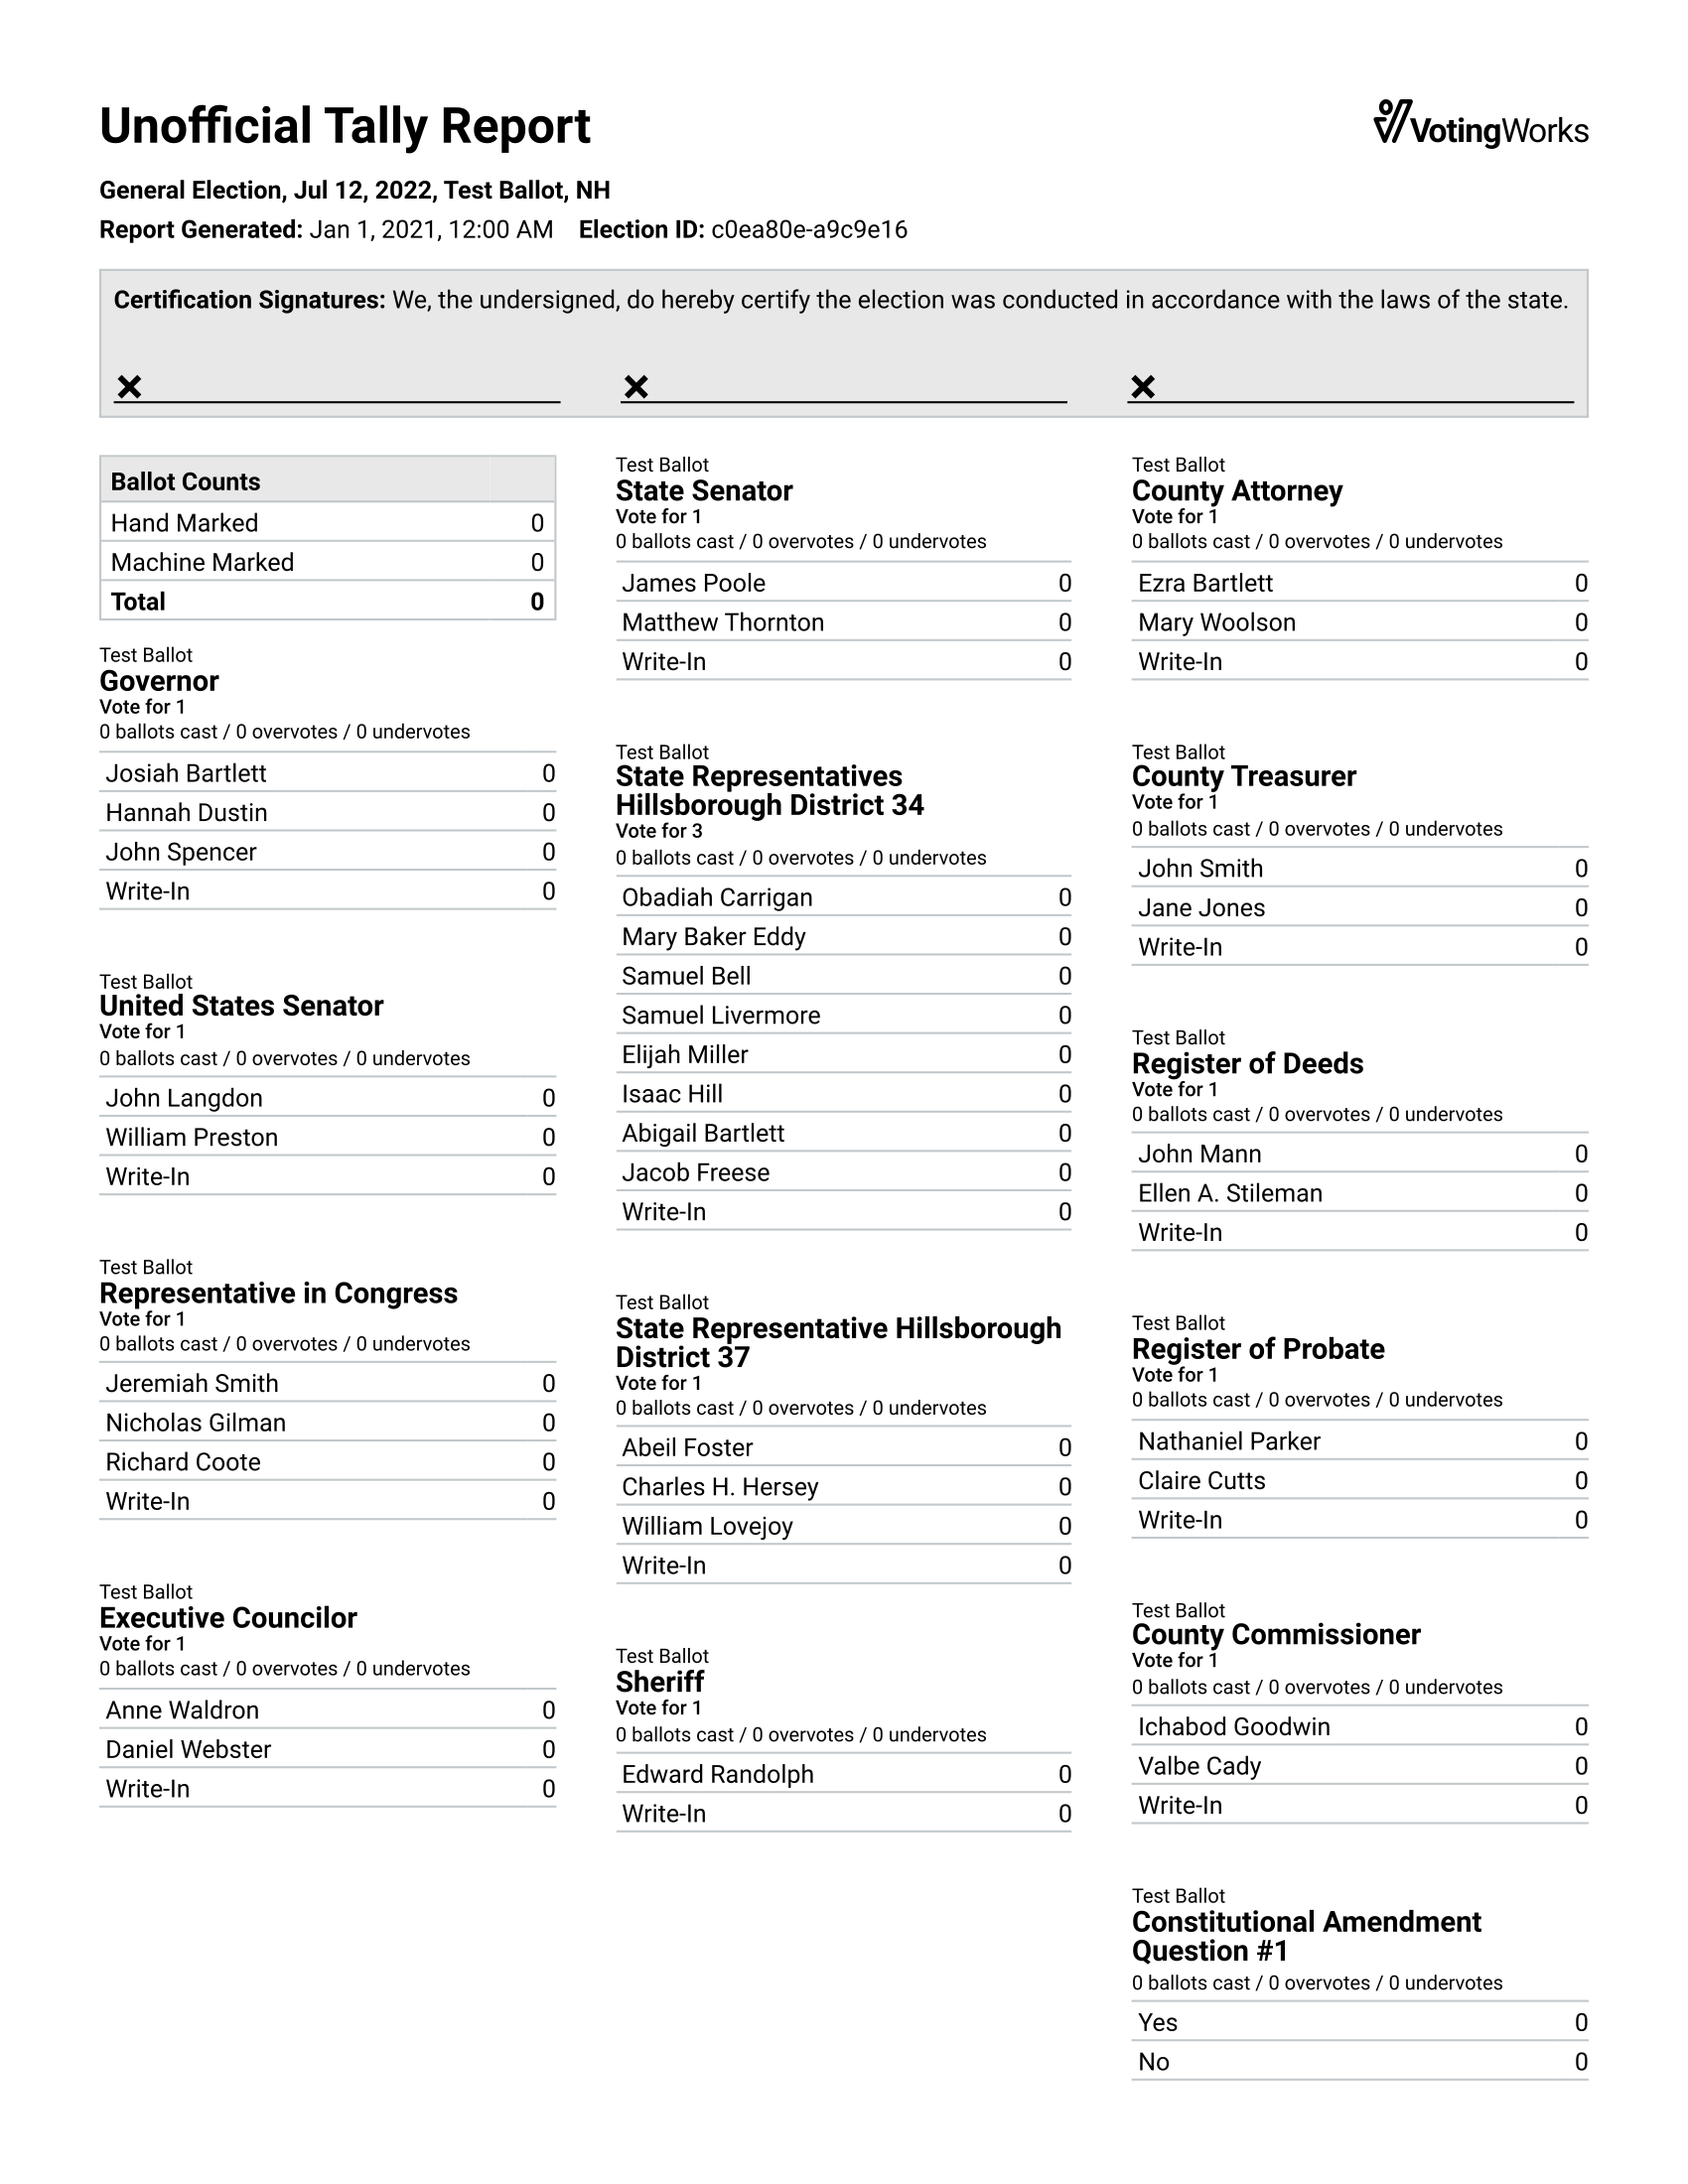 Unofficial Tally Report
VotingWorks
General Election, Jul 12, 2022, Test Ballot, NH
Report Generated: Jan 1, 2021, 12:00 AM Election ID: c0ea80e-a9c9e16
Certification Signatures: We, the undersigned, do hereby certify the election was conducted in accordance with the laws of the state.
Ballot Counts
Hand Marked 0
Machine Marked 0
Total 0
Test Ballot
Governor
Vote for 1
0 ballots cast / 0 overvotes / 0 undervotes
Josiah Bartlett 0
Hannah Dustin 0
John Spencer 0
Write-In 0
Test Ballot
United States Senator
Vote for 1
0 ballots cast / 0 overvotes / 0 undervotes
John Langdon 0
William Preston 0
Write-In 0
Test Ballot
Representative in Congress
Vote for 1
0 ballots cast / 0 overvotes / 0 undervotes
Jeremiah Smith 0
Nicholas Gilman 0
Richard Coote 0
Write-In 0
Test Ballot
Executive Councilor
Vote for 1
0 ballots cast / 0 overvotes / 0 undervotes
Anne Waldron 0
Daniel Webster 0
Write-In 0
Test Ballot
State Senator
Vote for 1
0 ballots cast / 0 overvotes / 0 undervotes
James Poole 0
Matthew Thornton 0
Write-In 0
Test Ballot
State Representatives
Hillsborough District 34
Vote for 3
0 ballots cast / 0 overvotes / 0 undervotes
Obadiah Carrigan 0
Mary Baker Eddy 0
Samuel Bell 0
Samuel Livermore 0
Elijah Miller 0
Isaac Hill 0
Abigail Bartlett 0
Jacob Freese 0
Write-In 0
Test Ballot
State Representative Hillsborough
District 37
Vote for 1
0 ballots cast / 0 overvotes / 0 undervotes
Abeil Foster 0
Charles H. Hersey 0
William Lovejoy 0
Write-In 0
Test Ballot
Sheriff
Vote for 1
0 ballots cast / 0 overvotes / 0 undervotes
Edward Randolph 0
Write-In 0
Test Ballot
County Attorney
Vote for 1
0 ballots cast / 0 overvotes / 0 undervotes
Ezra Bartlett 0
Mary Woolson 0
Write-In 0
Test Ballot
County Treasurer
Vote for 1
0 ballots cast / 0 overvotes / 0 undervotes
John Smith 0
Jane Jones 0
Write-In 0
Test Ballot
Register of Deeds
Vote for 1
0 ballots cast / 0 overvotes / 0 undervotes
John Mann 0
Ellen A. Stileman 0
Write-In 0
Test Ballot
Register of Probate
Vote for 1
0 ballots cast / 0 overvotes / 0 undervotes
Nathaniel Parker 0
Claire Cutts 0
Write-In 0
Test Ballot
County Commissioner
Vote for 1
0 ballots cast / 0 overvotes / 0 undervotes
Ichabod Goodwin 0
Valbe Cady 0
Write-In 0
Test Ballot
Constitutional Amendment
Question #1
0 ballots cast / 0 overvotes / 0 undervotes
Yes 0
No 0